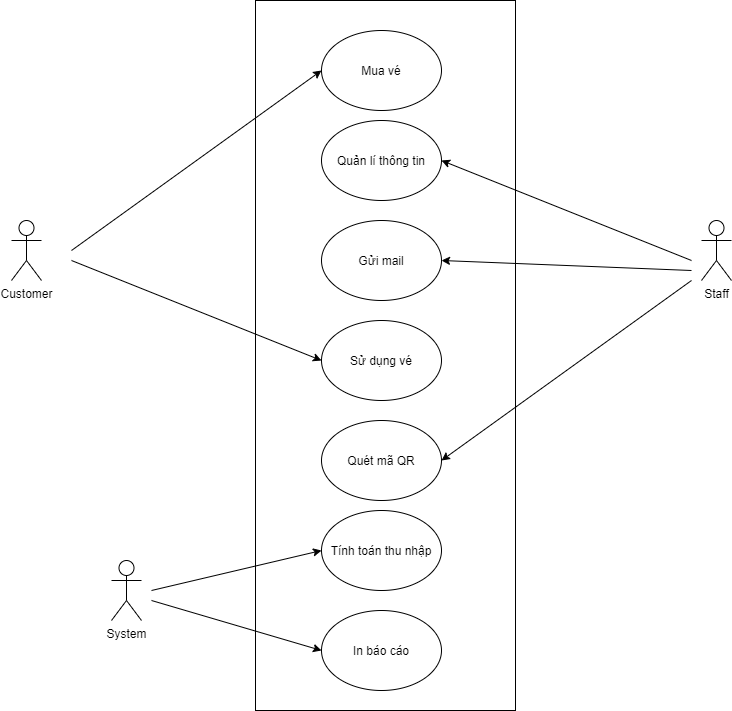 Mua vé
Quản lí thông tin
Gửi mail
Customer
Staff
Sử dụng vé
Quét mã QR
Tính toán thu nhập
System
In báo cáo